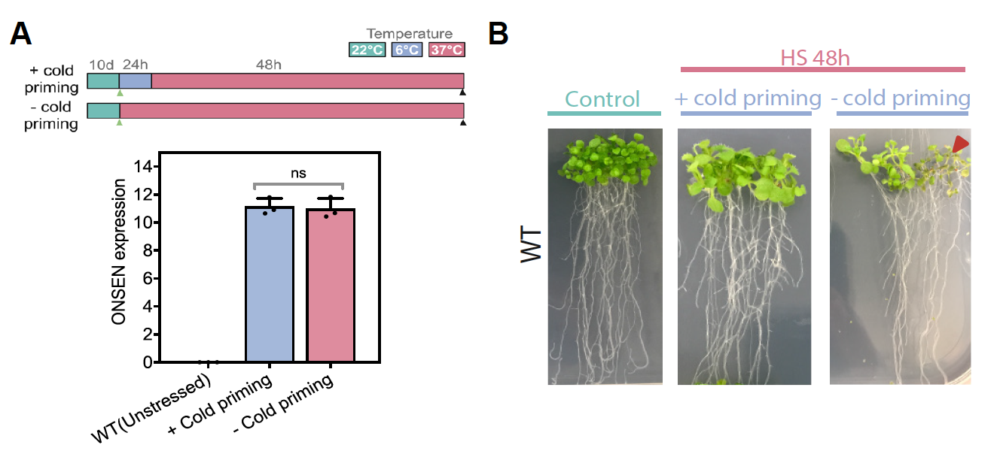 A
Temperature
22°C 6°C 37°C
10d 24h 48h
+ cold
priming
- cold
priming
ONSEN expression
14
12
10
8
6
4
2
0
ns
WT(Unstressed)
+ Cold priming
- Cold priming
B
HS 48h
Control + cold priming - cold priming
WT